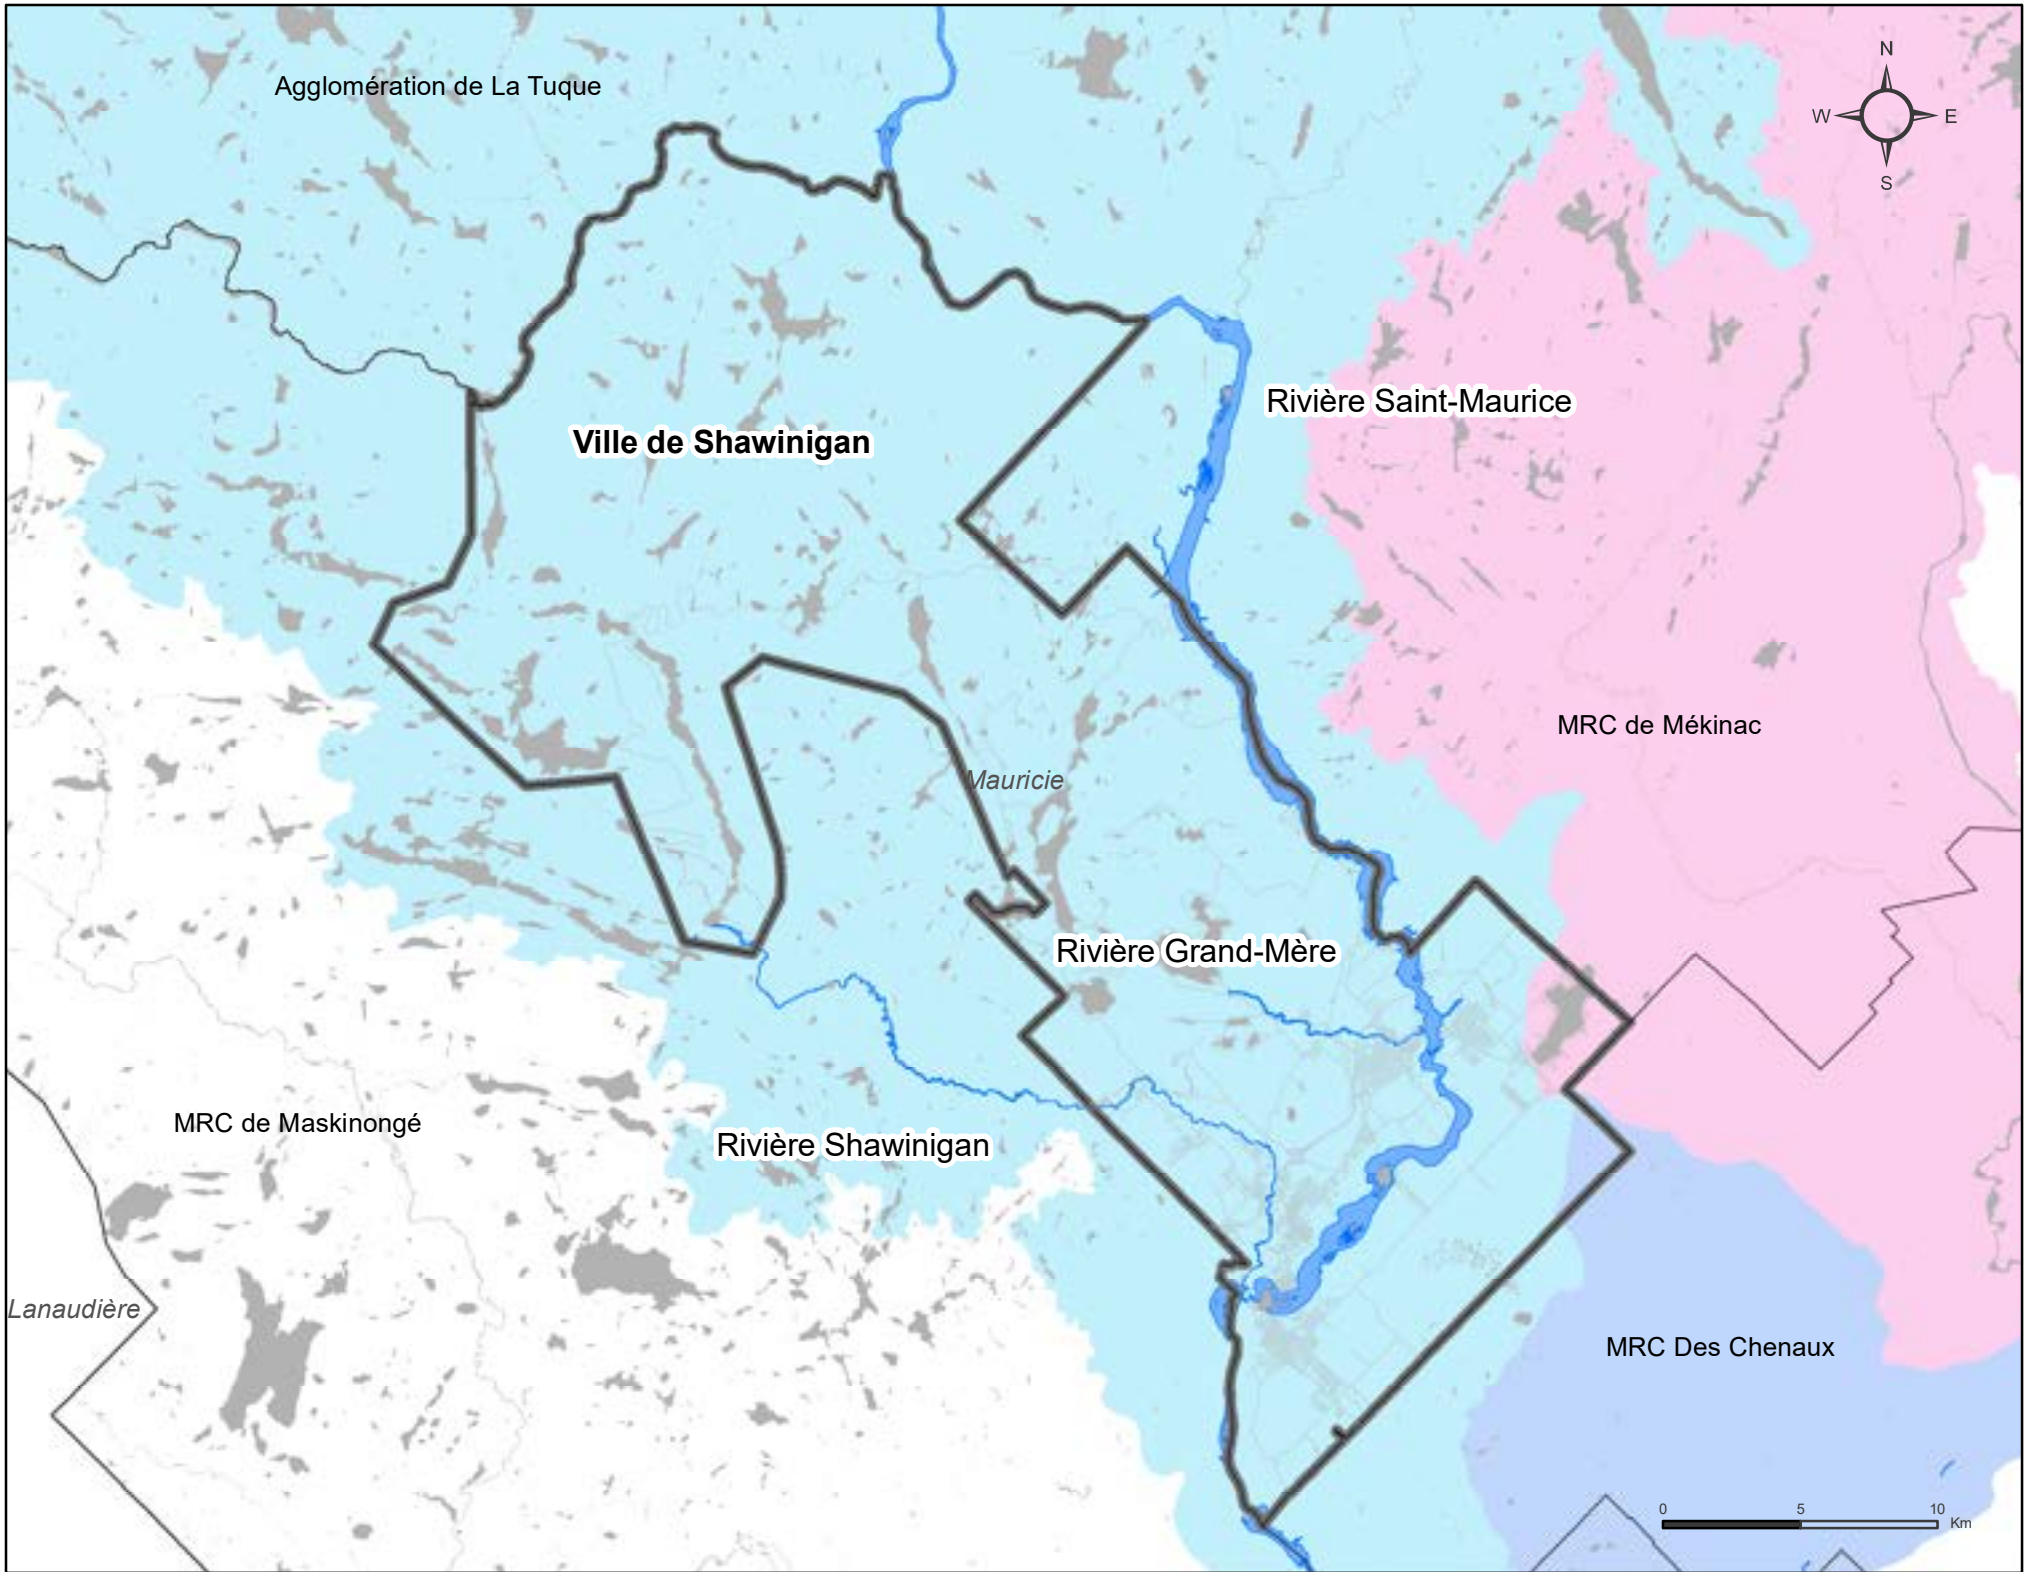 N
Agglomération de La Tuque
W
E
S
Rivière Saint-Maurice
Ville de Shawinigan
MRC de Mékinac
Mauricie
Rivière Grand-Mère
MRC de Maskinongé
Rivière Shawinigan
Lanaudière
MRC Des Chenaux
0 5 10
Km